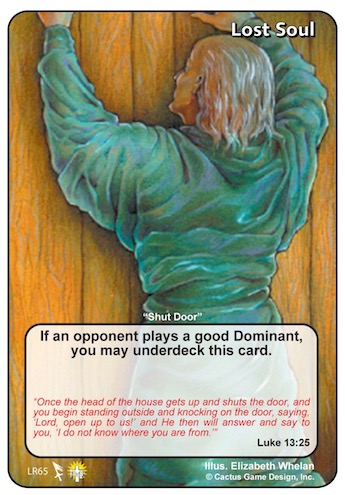 Lost Soul
“Shut Door”
If an opponent plays a good Dominant,
you may underdeck this card.
“Once the head of the house gets up and shuts the door, and
you begin standing outside and knocking on the door, saying,
‘Lord, open up to us!’ and He then will answer and say to
you, ‘I do not know where you are from.’”
Luke 13:25
LR65
Illus. Elizabeth Whelan
© Cactus Game Design, Inc.